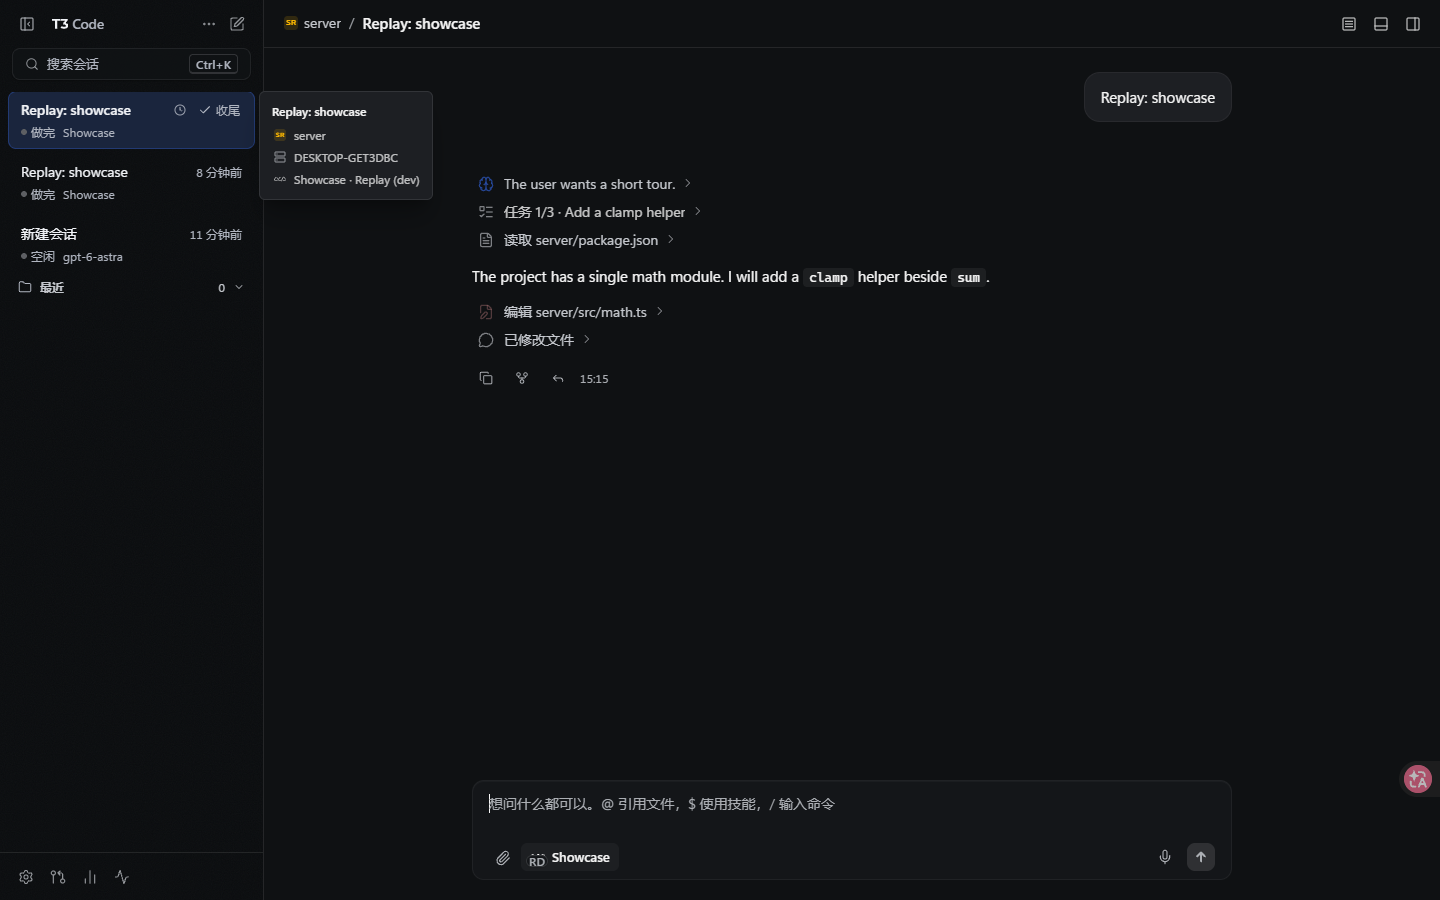 T3 Code
搜索会话 Ctrl+K
Replay: showcase 收尾
做完 Showcase
Replay: showcase 8 分钟前
做完 Showcase
新建会话 11 分钟前
空闲 gpt-6-astra
最近 0
Replay: showcase
SR server
DESKTOP-GET3DBC
Showcase · Replay (dev)
SR server / Replay: showcase
Replay: showcase
The user wants a short tour.
任务 1/3 · Add a clamp helper
读取 server/package.json
The project has a single math module. I will add a clamp helper beside sum.
编辑 server/src/math.ts
已修改文件
15:15
想问什么都可以。@ 引用文件，$ 使用技能，/ 输入命令
RD Showcase